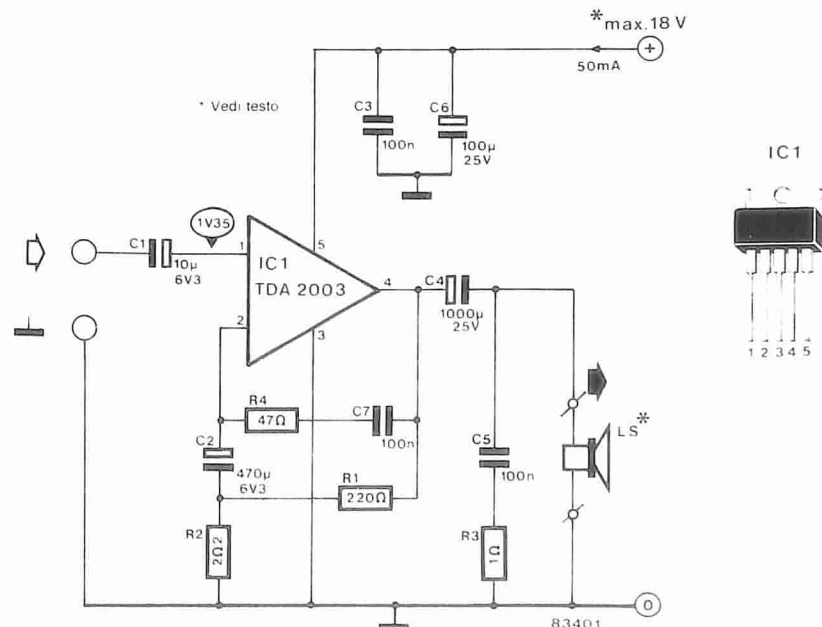 * max. 18 V
50mA
* Vedi testo
C3
100n
C6
100µ
25V
IC1
1V35
C1
10µ
6V3
1
2
3
4
5
IC1
TDA 2003
C4
1000µ
25V
1 2 3 4 5
R4
47Ω
C7
100n
C2
470µ
6V3
R1
220Ω
R2
2Ω2
C5
100n
R3
1Ω
LS*
0
83401